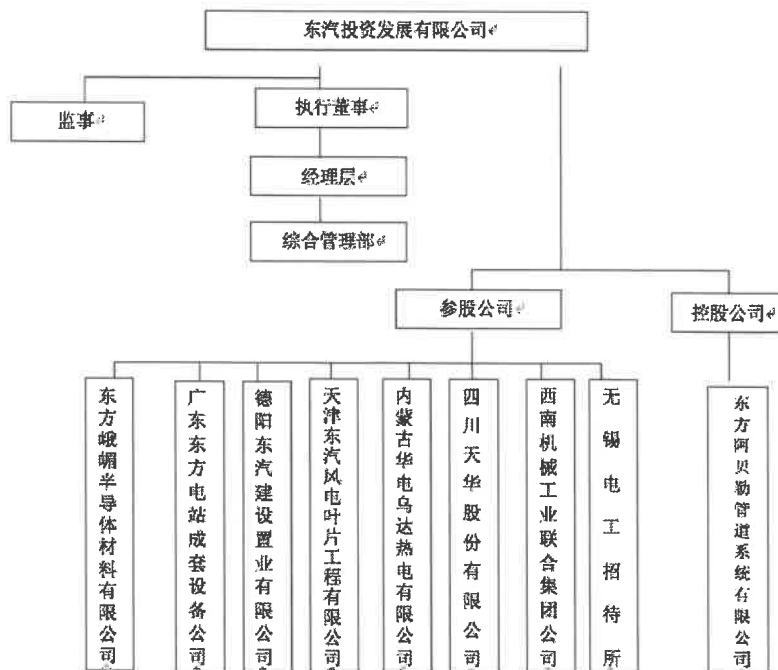 东汽投资发展有限公司
监事
执行董事
经理层
综合管理部
参股公司
控股公司
东方峨嵋半导体材料有限公司
广东东方电站成套设备公司
德阳东汽建设置业有限公司
天津东汽风电叶片工程有限公司
内蒙古华电乌达热电有限公司
四川天华股份有限公司
西南机械工业联合集团公司
无锡电工招待所
东方阿贝勒管道系统有限公司